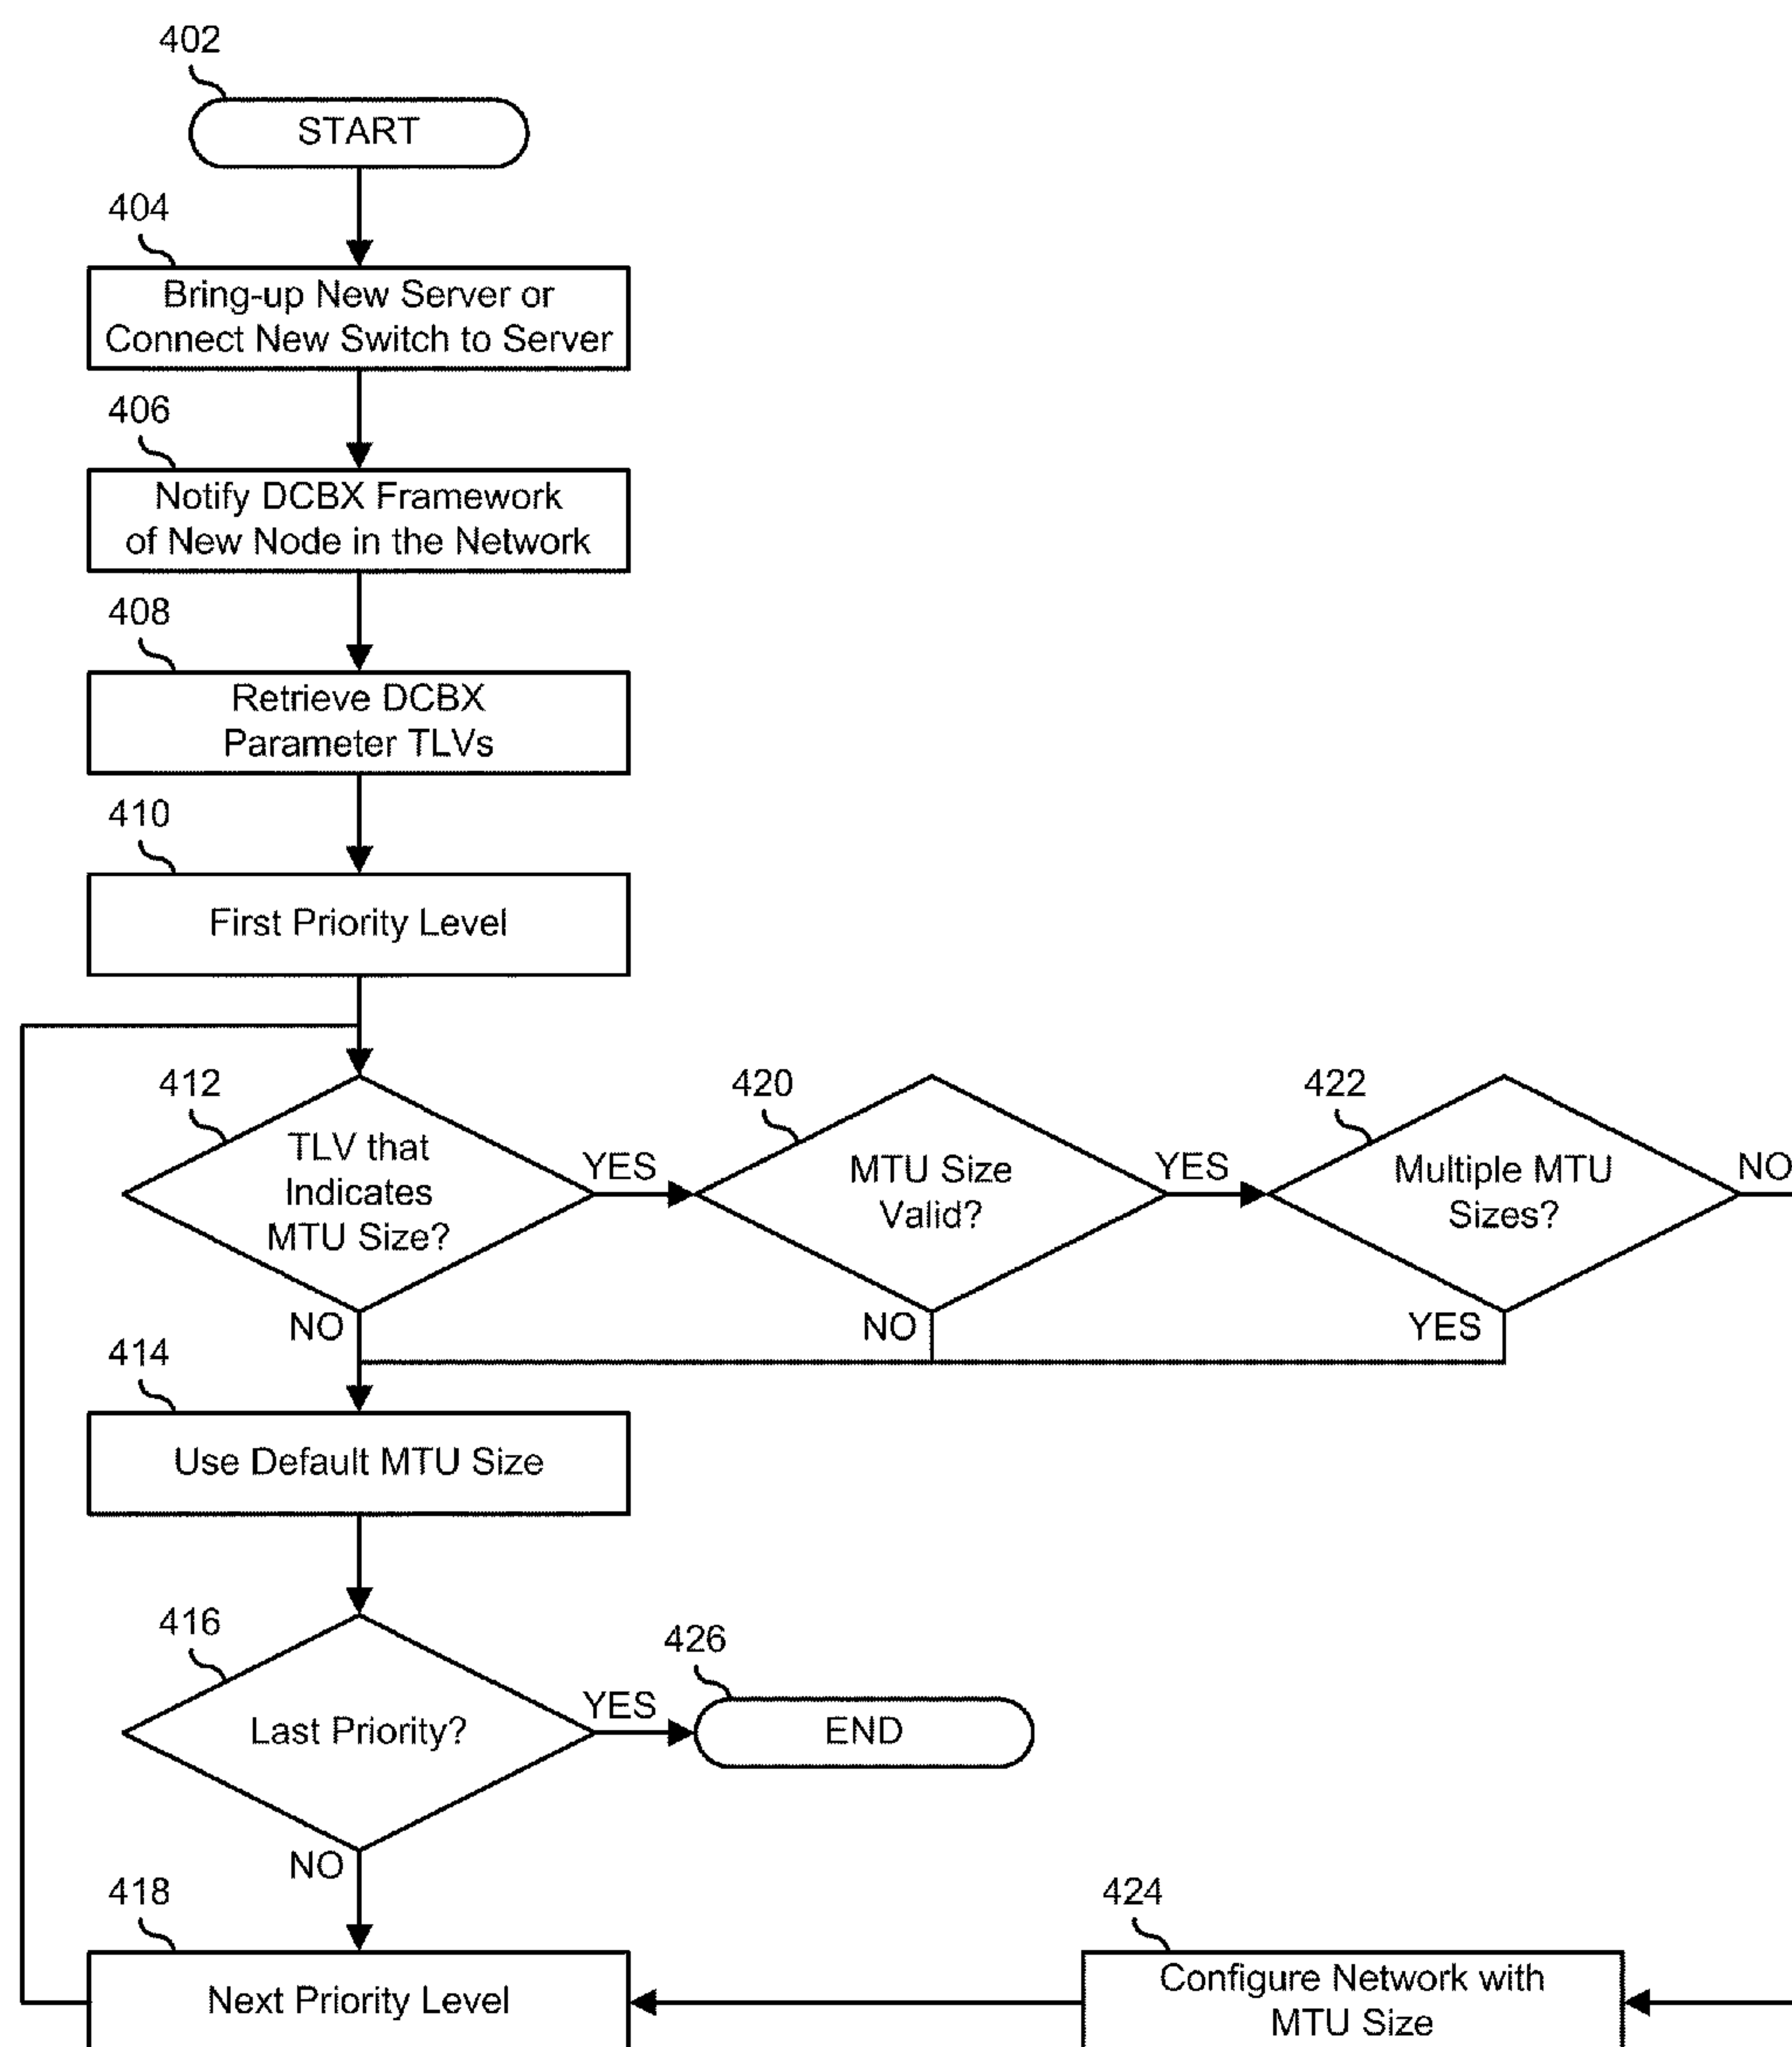 402
START
404
Bring-up New Server or
Connect New Switch to Server
406
Notify DCBX Framework
of New Node in the Network
408
Retrieve DCBX
Parameter TLVs
410
First Priority Level
412
TLV that
Indicates
MTU Size?
YES
NO
420
MTU Size
Valid?
YES
NO
422
Multiple MTU
Sizes?
NO
YES
414
Use Default MTU Size
416
Last Priority?
YES
NO
426
END
418
Next Priority Level
424
Configure Network with
MTU Size